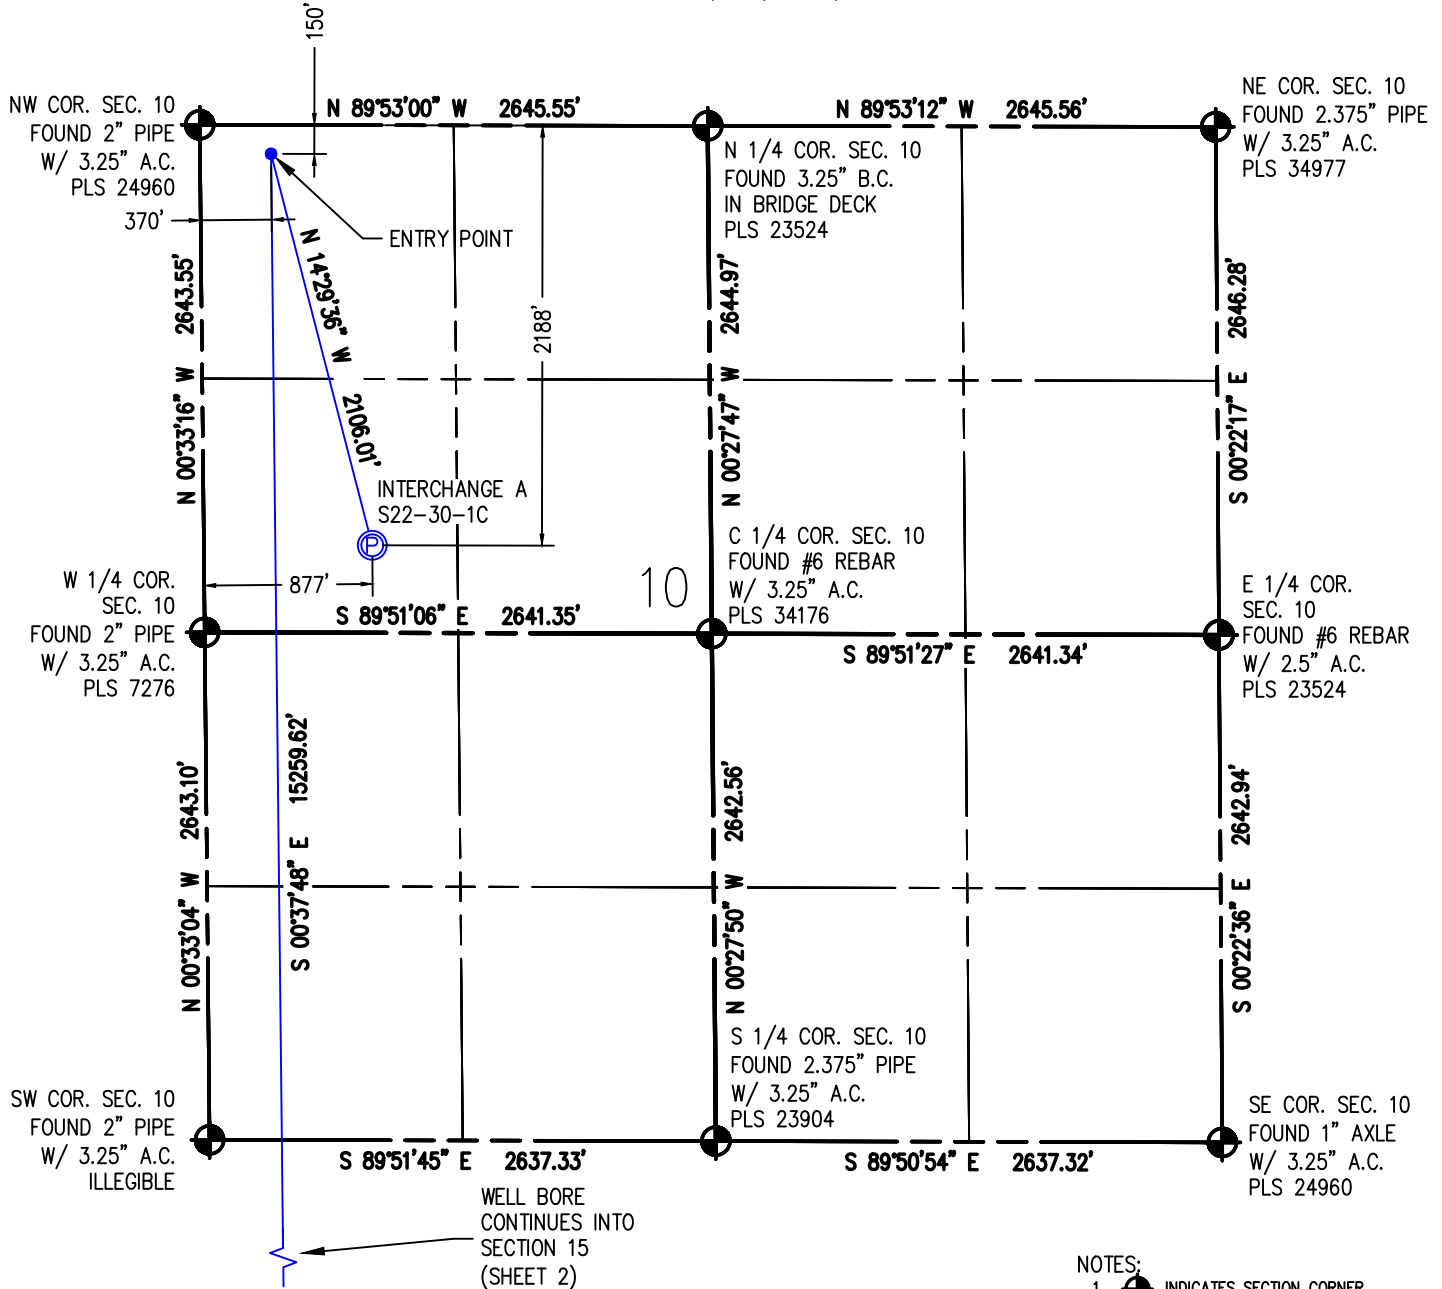 150'
NW COR. SEC. 10
FOUND 2" PIPE
W/ 3.25" A.C.
PLS 24960
N 89°53'00" W 2645.55'
N 89°53'12" W 2645.56'
NE COR. SEC. 10
FOUND 2.375" PIPE
W/ 3.25" A.C.
PLS 34977
N 1/4 COR. SEC. 10
FOUND 3.25" B.C.
IN BRIDGE DECK
PLS 23524
370'
ENTRY POINT
N 00°33'16" W 2643.55'
N 14°29'36" W 2106.01'
2188'
N 00°27'47" W 2644.97'
S 00°22'17" E 2646.28'
INTERCHANGE A
S22-30-1C
P
877'
W 1/4 COR.
SEC. 10
FOUND 2" PIPE
W/ 3.25" A.C.
PLS 7276
S 89°51'06" E 2641.35'
10
C 1/4 COR. SEC. 10
FOUND #6 REBAR
W/ 3.25" A.C.
PLS 34176
S 89°51'27" E 2641.34'
E 1/4 COR.
SEC. 10
FOUND #6 REBAR
W/ 2.5" A.C.
PLS 23524
N 00°33'04" W 2643.10'
S 00°37'48" E 15259.62'
N 00°27'50" W 2642.56'
S 00°22'36" E 2642.94'
S 1/4 COR. SEC. 10
FOUND 2.375" PIPE
W/ 3.25" A.C.
PLS 23904
SW COR. SEC. 10
FOUND 2" PIPE
W/ 3.25" A.C.
ILLEGIBLE
S 89°51'45" E 2637.33'
S 89°50'54" E 2637.32'
SE COR. SEC. 10
FOUND 1" AXLE
W/ 3.25" A.C.
PLS 24960
WELL BORE
CONTINUES INTO
SECTION 15
(SHEET 2)
NOTES:
1. INDICATES SECTION CORNER